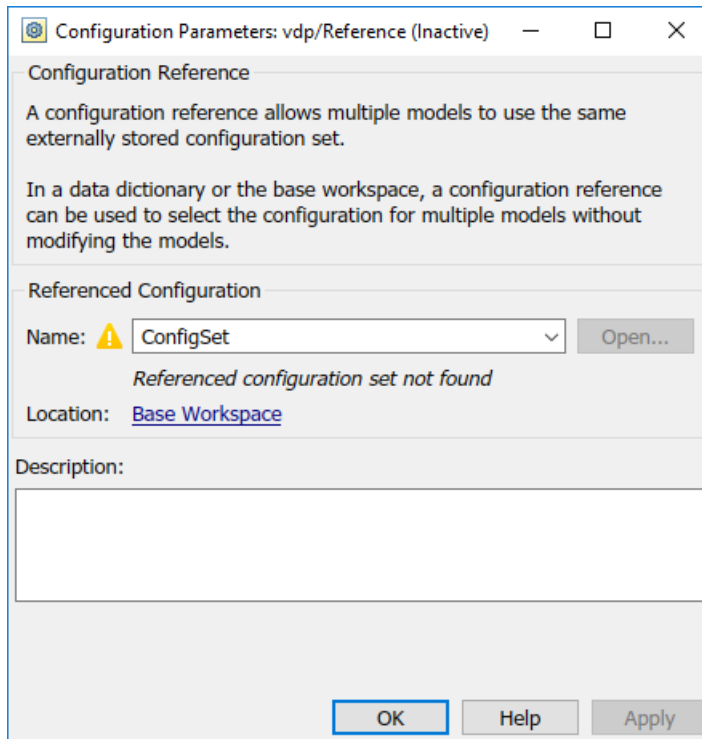 Configuration Parameters: vdp/Reference (Inactive)
Configuration Reference
A configuration reference allows multiple models to use the same
externally stored configuration set.
In a data dictionary or the base workspace, a configuration reference
can be used to select the configuration for multiple models without
modifying the models.
Referenced Configuration
Name: ConfigSet Open...
Referenced configuration set not found
Location: Base Workspace
Description:
OK Help Apply